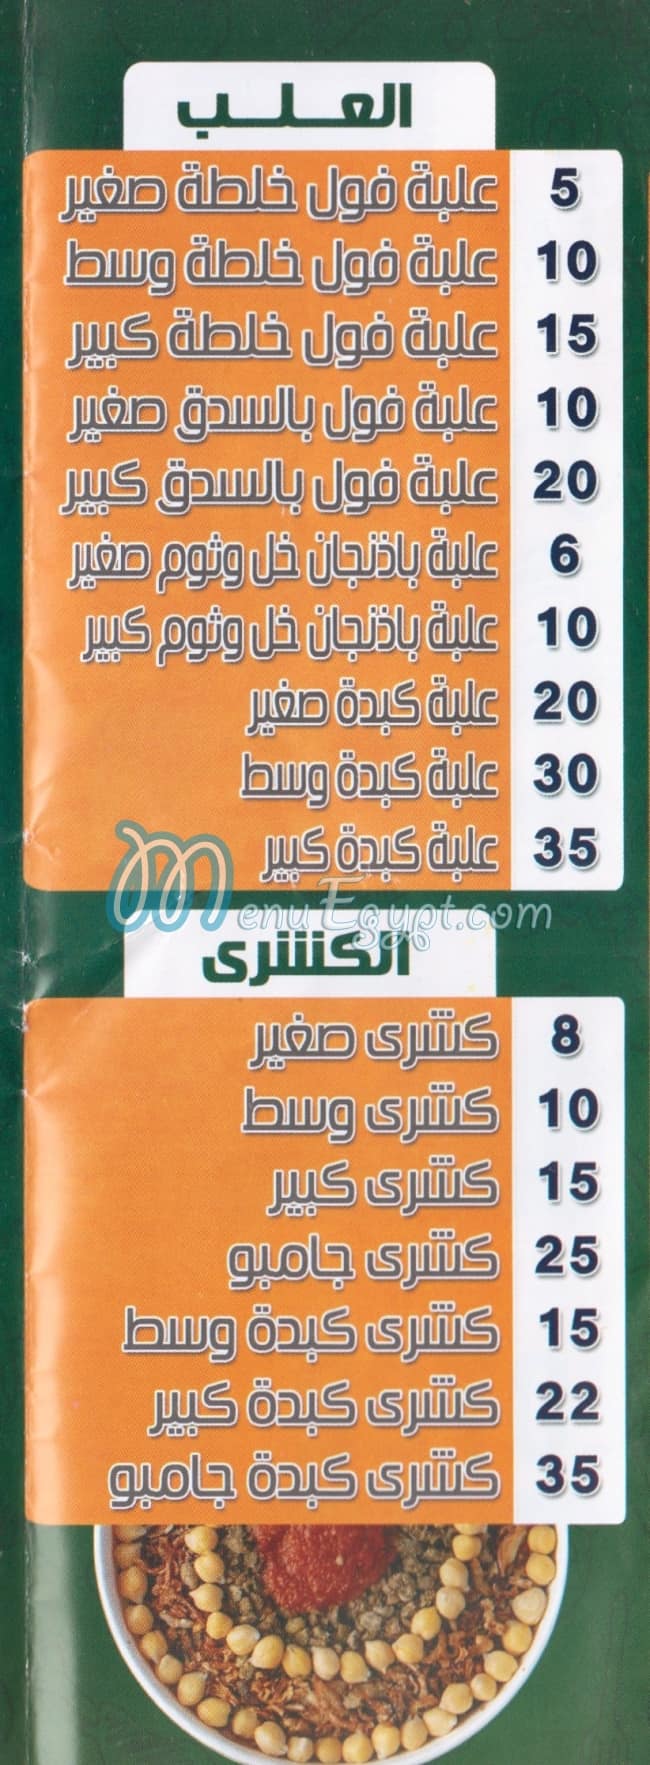 العلب
علبة فول خلطة صغير 5
علبة فول خلطة وسط 10
علبة فول خلطة كبير 15
علبة فول بالسدق صغير 10
علبة فول بالسدق كبير 20
علبة باذنجان خل وثوم صغير 6
علبة باذنجان خل وثوم كبير 10
علبة كبدة صغير 20
علبة كبدة وسط 30
علبة كبدة كبير 35
MenuEgypt.com
الكشرى
كشرى صغير 8
كشرى وسط 10
كشرى كبير 15
كشرى جامبو 25
كشرى كبدة وسط 15
كشرى كبدة كبير 22
كشرى كبدة جامبو 35